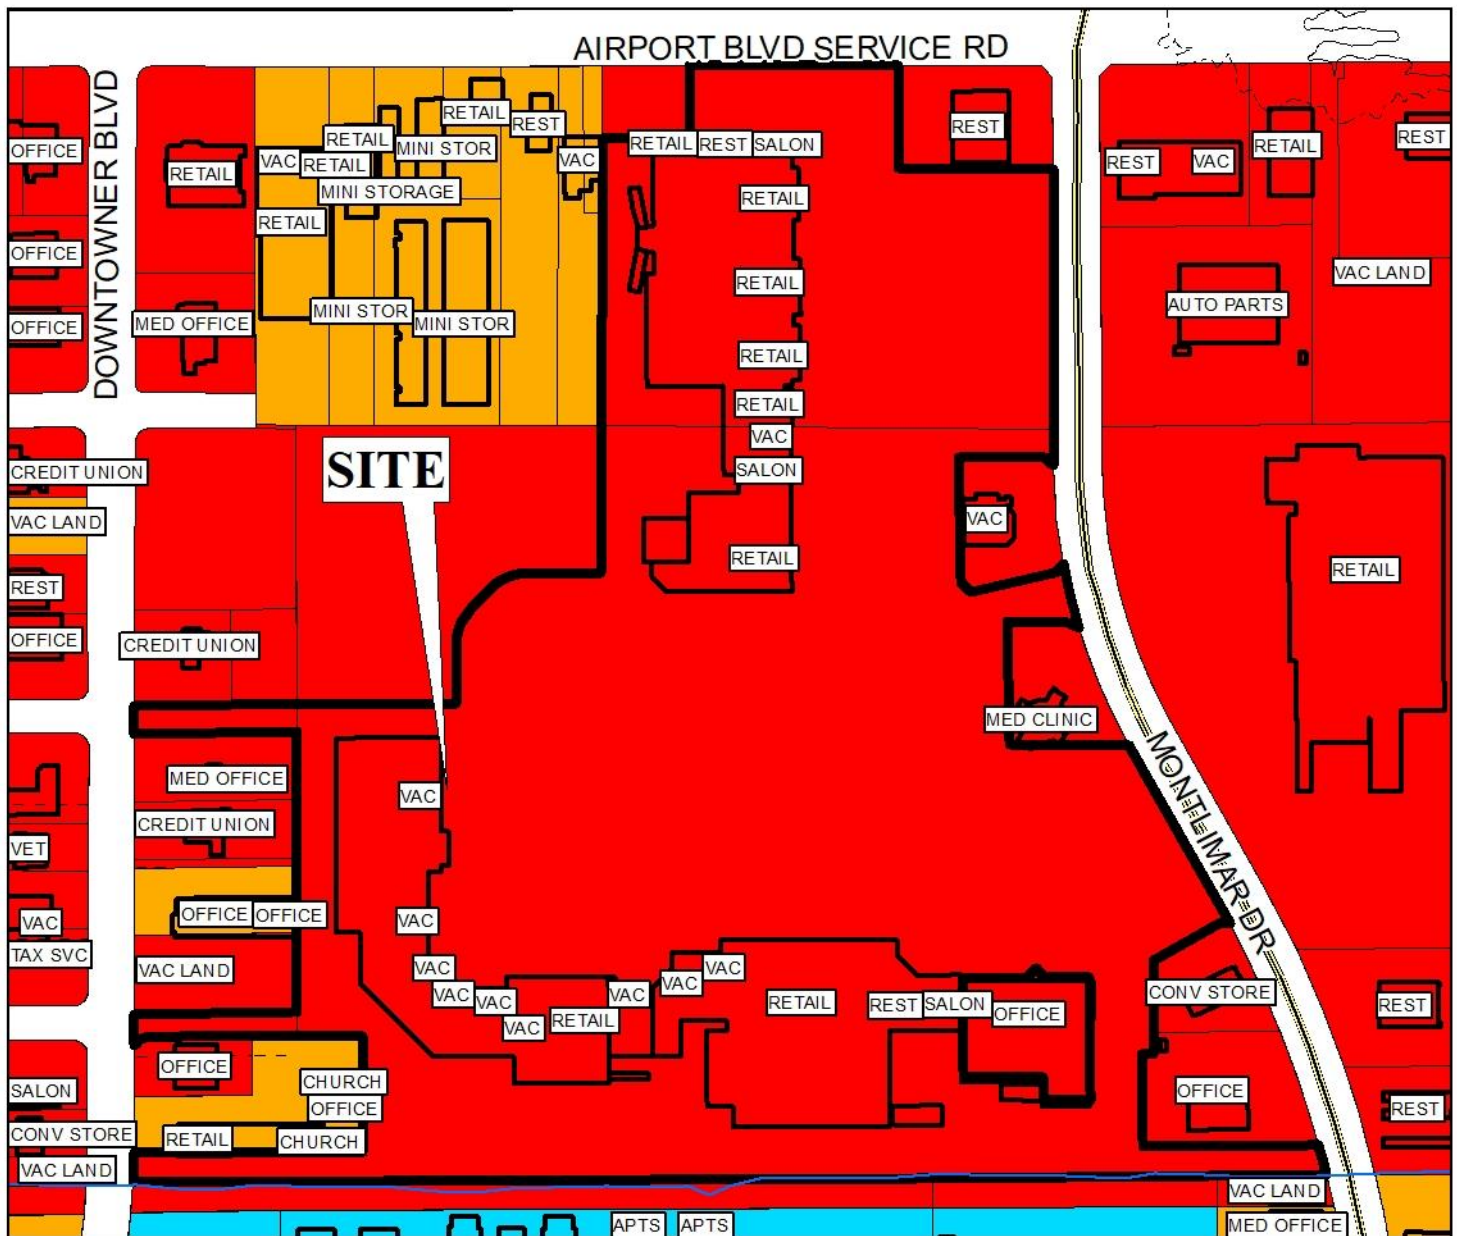 AIRPORT BLVD SERVICE RD
DOWNTOWNER BLVD
MONTLIMAR DR
SITE
OFFICE
RETAIL
VAC
RETAIL
RETAIL
MINI STOR
RETAIL
REST
VAC
RETAIL
REST
SALON
REST
REST
VAC
RETAIL
REST
MINI STORAGE
RETAIL
RETAIL
OFFICE
RETAIL
VAC LAND
OFFICE
MED OFFICE
MINI STOR
MINI STOR
AUTO PARTS
RETAIL
RETAIL
VAC
CREDIT UNION
SALON
VAC LAND
VAC
RETAIL
RETAIL
REST
OFFICE
CREDIT UNION
MED CLINIC
MED OFFICE
VAC
CREDIT UNION
VET
OFFICE
OFFICE
VAC
VAC
TAX SVC
VAC LAND
VAC
VAC
VAC
VAC
VAC
VAC
VAC
RETAIL
RETAIL
REST
SALON
OFFICE
CONV STORE
REST
OFFICE
CHURCH
SALON
OFFICE
OFFICE
REST
CONV STORE
RETAIL
CHURCH
VAC LAND
VAC LAND
APTS
APTS
MED OFFICE